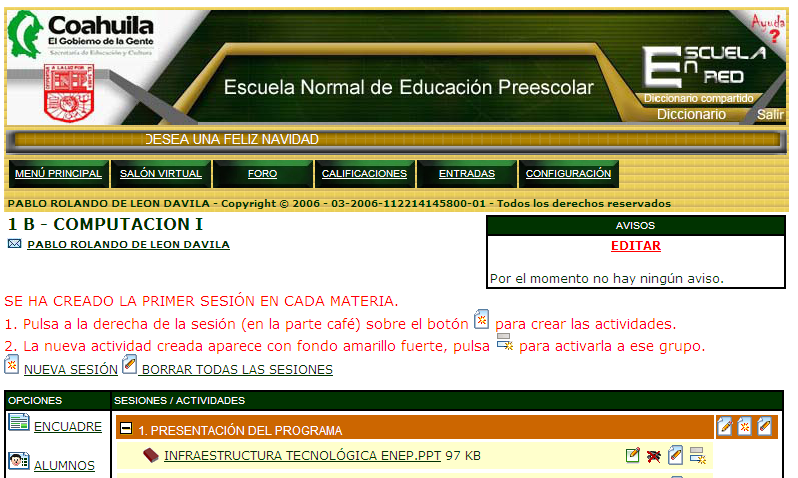 Coahuila
El Gobierno de la Gente
Secretaría de Educación y Cultura
Ayuda
?
Escuela Normal de Educación Preescolar
ESCUELA
En RED
Diccionario compartido
Diccionario Salir
DESEA UNA FELIZ NAVIDAD
MENÚ PRINCIPAL SALÓN VIRTUAL FORO CALIFICACIONES ENTRADAS CONFIGURACIÓN
PABLO ROLANDO DE LEON DAVILA - Copyright © 2006 - 03-2006-112214145800-01 - Todos los derechos reservados
1 B - COMPUTACION I
PABLO ROLANDO DE LEON DAVILA
AVISOS
EDITAR
Por el momento no hay ningún aviso.
SE HA CREADO LA PRIMER SESIÓN EN CADA MATERIA.
1. Pulsa a la derecha de la sesión (en la parte café) sobre el botón para crear las actividades.
2. La nueva actividad creada aparece con fondo amarillo fuerte, pulsa para activarla a ese grupo.
NUEVA SESIÓN BORRAR TODAS LAS SESIONES
OPCIONES SESIONES / ACTIVIDADES
ENCUADRE
1. PRESENTACIÓN DEL PROGRAMA
INFRAESTRUCTURA TECNOLÓGICA ENEP.PPT 97 KB
ALUMNOS